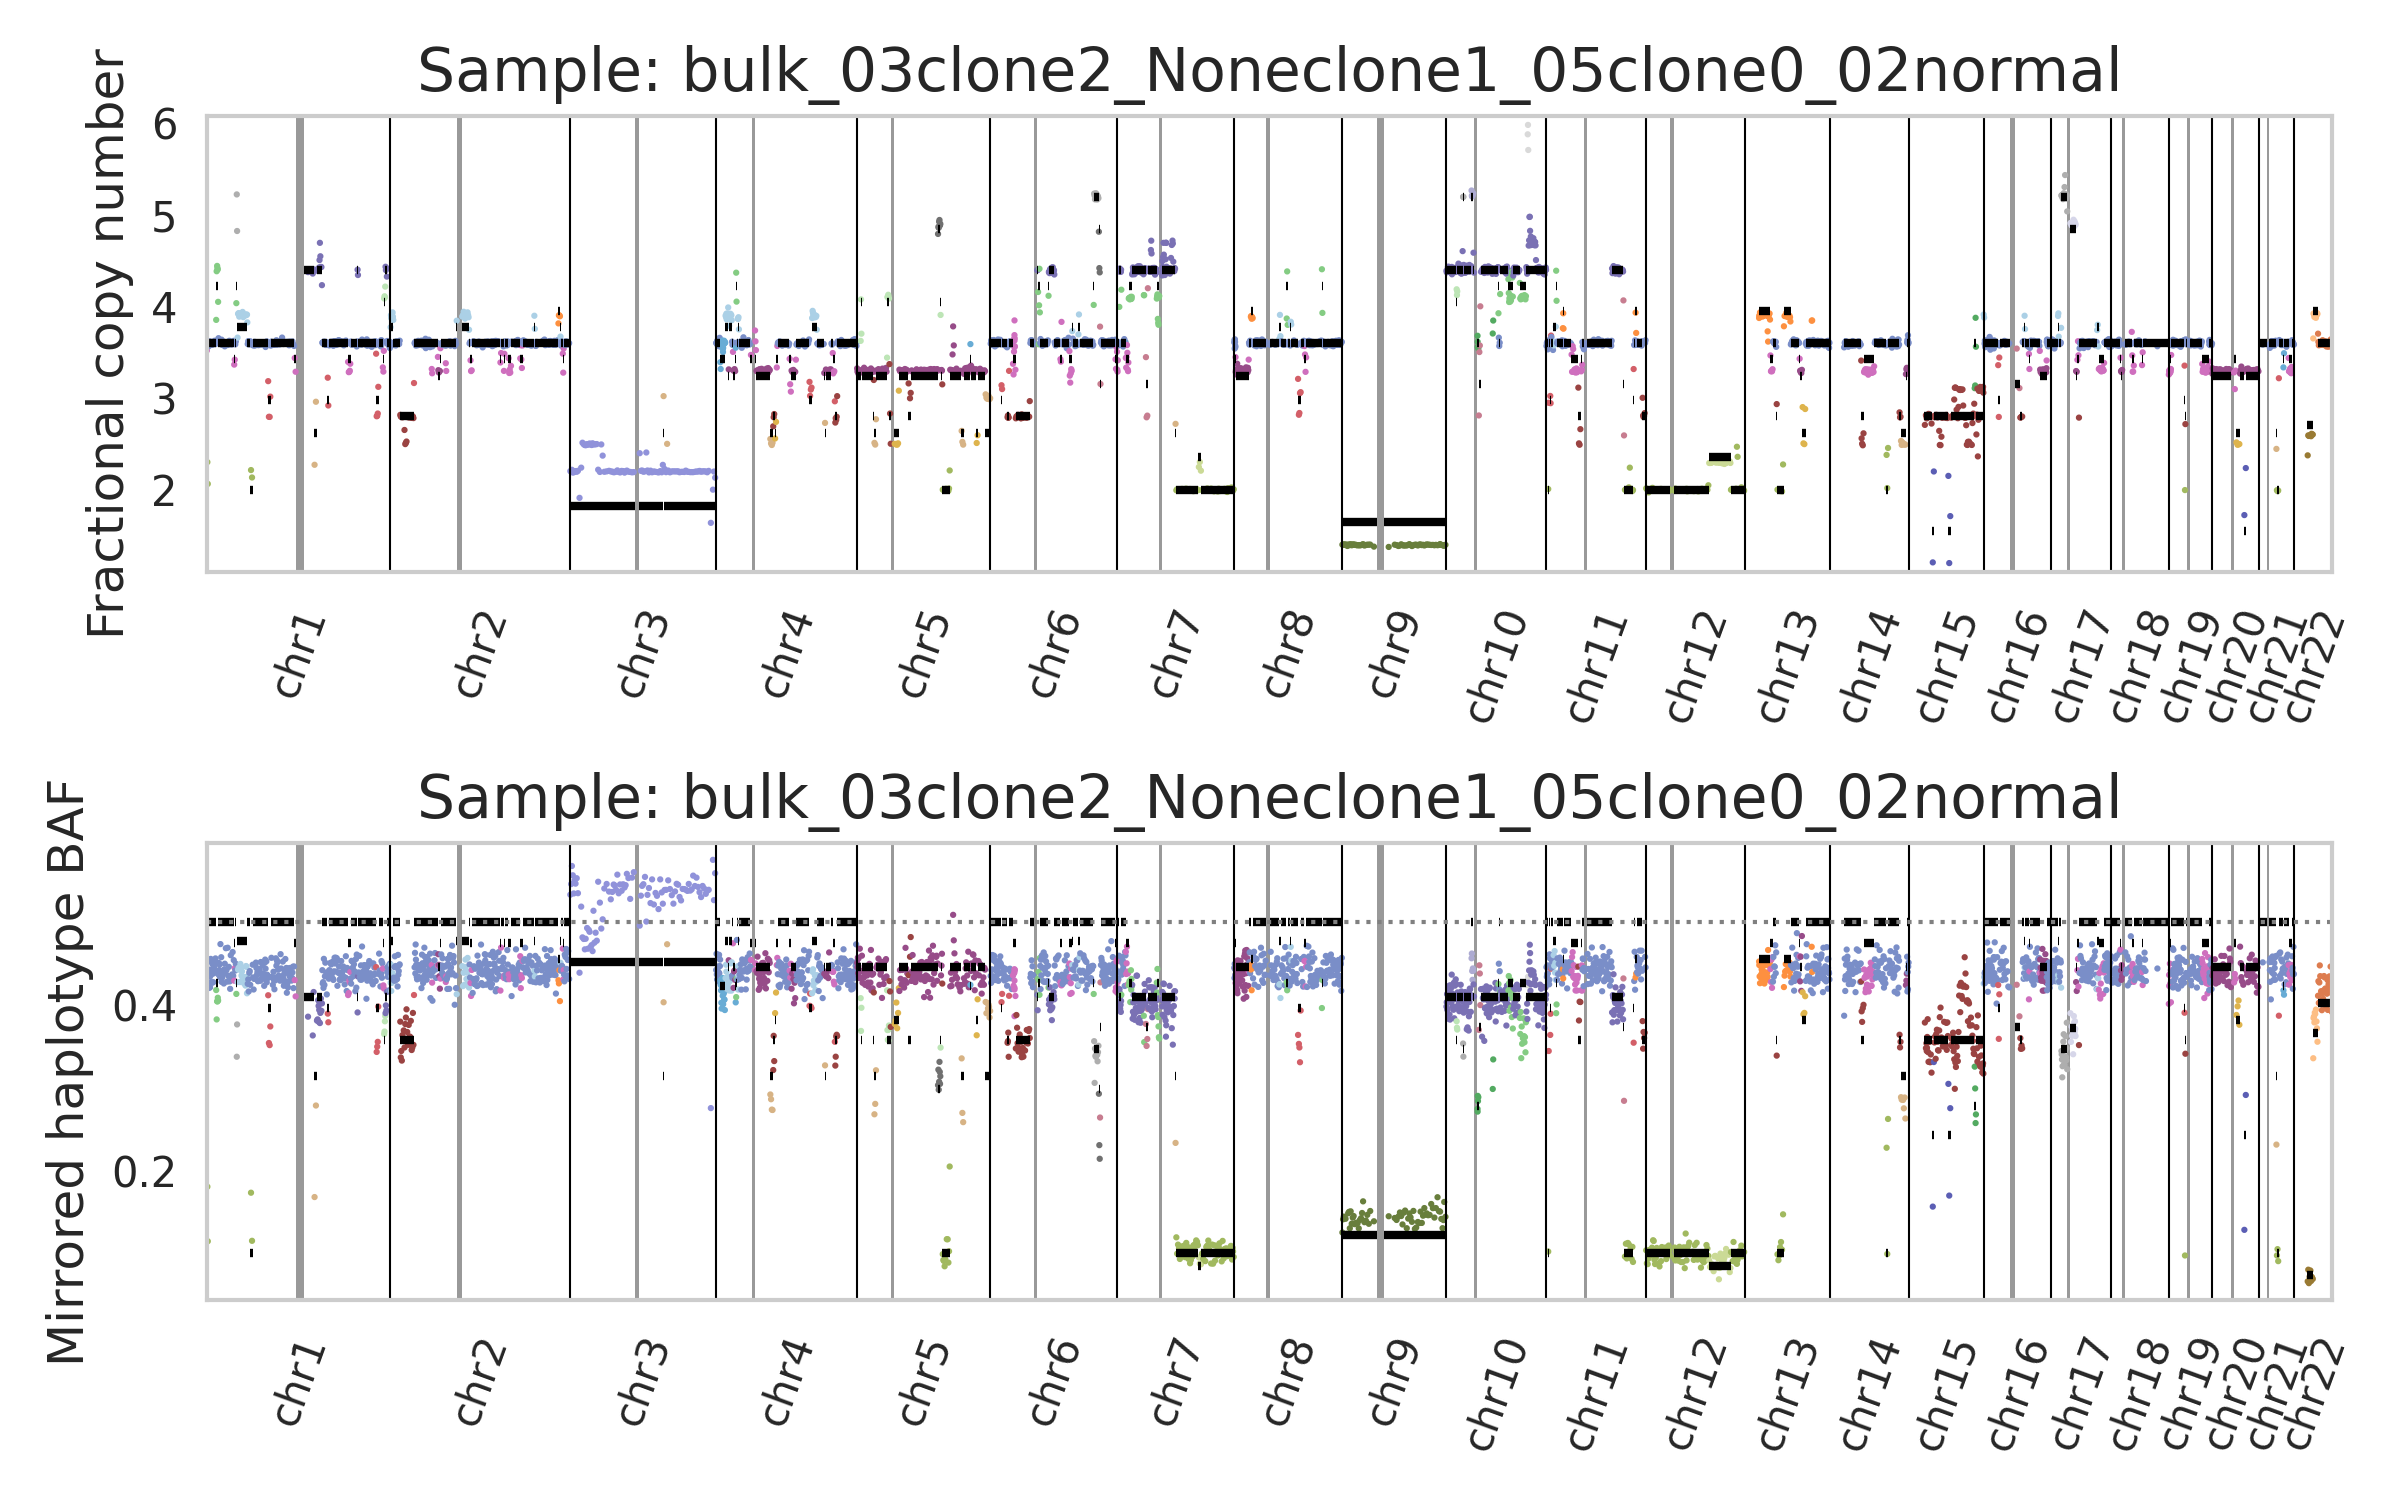 Sample: bulk_03clone2_Noneclone1_05clone0_02normal
Fractional copy number
6
5
4
3
2
chr1 chr2 chr3 chr4 chr5 chr6 chr7 chr8 chr9 chr10 chr11 chr12 chr13 chr14 chr15 chr16 chr17 chr18 chr19 chr20 chr21 chr22
Sample: bulk_03clone2_Noneclone1_05clone0_02normal
Mirrored haplotype BAF
0.4
0.2
chr1 chr2 chr3 chr4 chr5 chr6 chr7 chr8 chr9 chr10 chr11 chr12 chr13 chr14 chr15 chr16 chr17 chr18 chr19 chr20 chr21 chr22